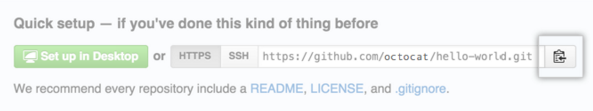 Quick setup — if you've done this kind of thing before
Set up in Desktop or HTTPS SSH https://github.com/octocat/hello-world.git
We recommend every repository include a README, LICENSE, and .gitignore.